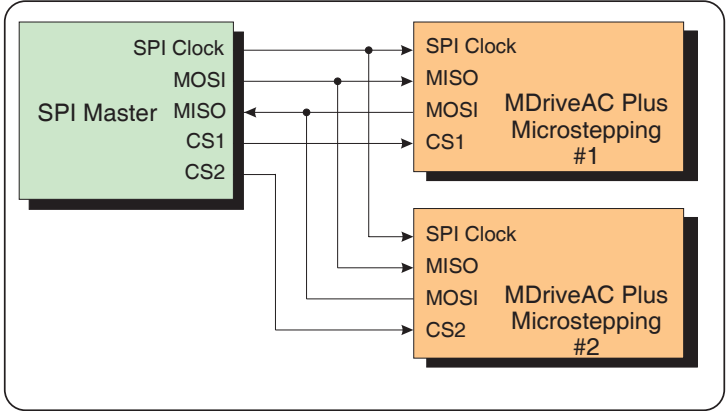 SPI Master
SPI Clock
MOSI
MISO
CS1
CS2
SPI Clock
MISO
MOSI
CS1
MDriveAC Plus
Microstepping
#1
SPI Clock
MISO
MOSI
CS2
MDriveAC Plus
Microstepping
#2